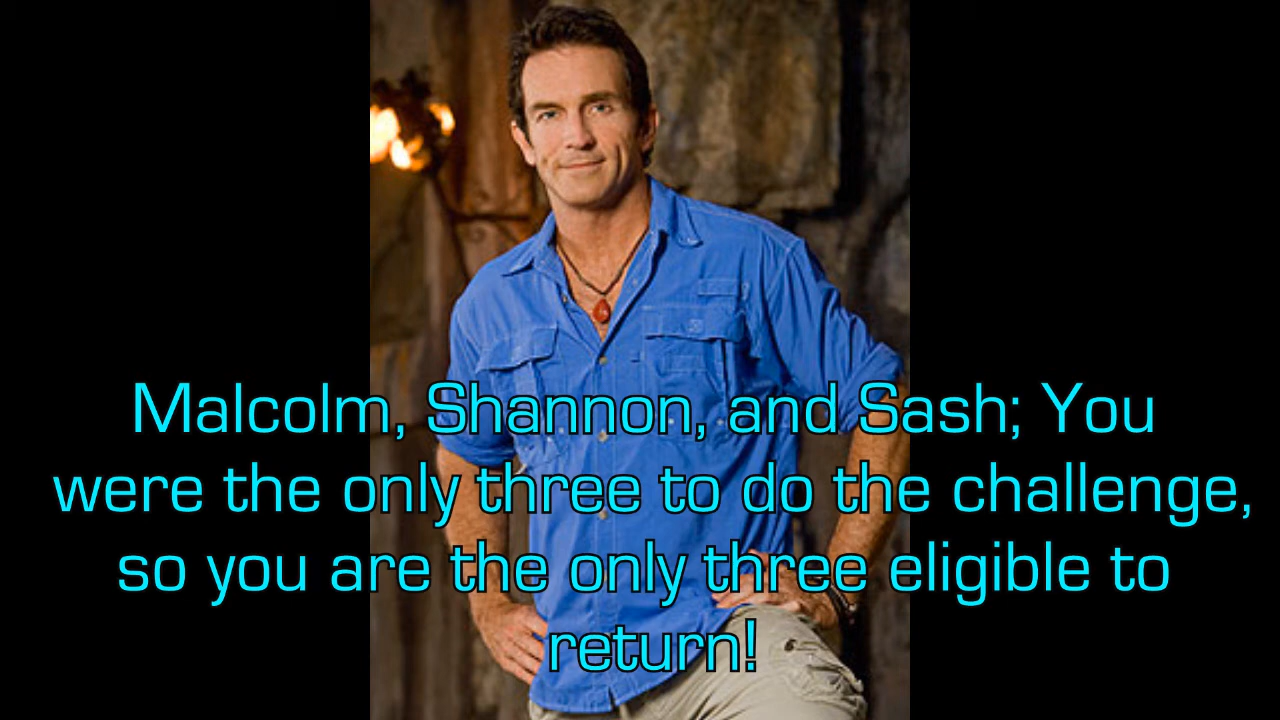 Malcolm, Shannon, and Sash; You
were the only three to do the challenge,
so you are the only three eligible to
return!